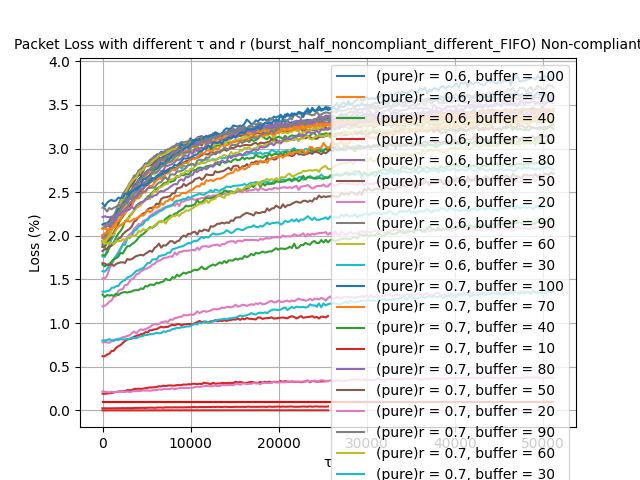 Packet Loss with different τ and r (burst_half_noncompliant_different_FIFO) Non-compliant
4.0
3.5
3.0
2.5
2.0
1.5
1.0
0.5
0.0
Loss (%)
0
10000
20000
30000
40000
50000
τ
(pure)r = 0.6, buffer = 100
(pure)r = 0.6, buffer = 70
(pure)r = 0.6, buffer = 40
(pure)r = 0.6, buffer = 10
(pure)r = 0.6, buffer = 80
(pure)r = 0.6, buffer = 50
(pure)r = 0.6, buffer = 20
(pure)r = 0.6, buffer = 90
(pure)r = 0.6, buffer = 60
(pure)r = 0.6, buffer = 30
(pure)r = 0.7, buffer = 100
(pure)r = 0.7, buffer = 70
(pure)r = 0.7, buffer = 40
(pure)r = 0.7, buffer = 10
(pure)r = 0.7, buffer = 80
(pure)r = 0.7, buffer = 50
(pure)r = 0.7, buffer = 20
(pure)r = 0.7, buffer = 90
(pure)r = 0.7, buffer = 60
(pure)r = 0.7, buffer = 30